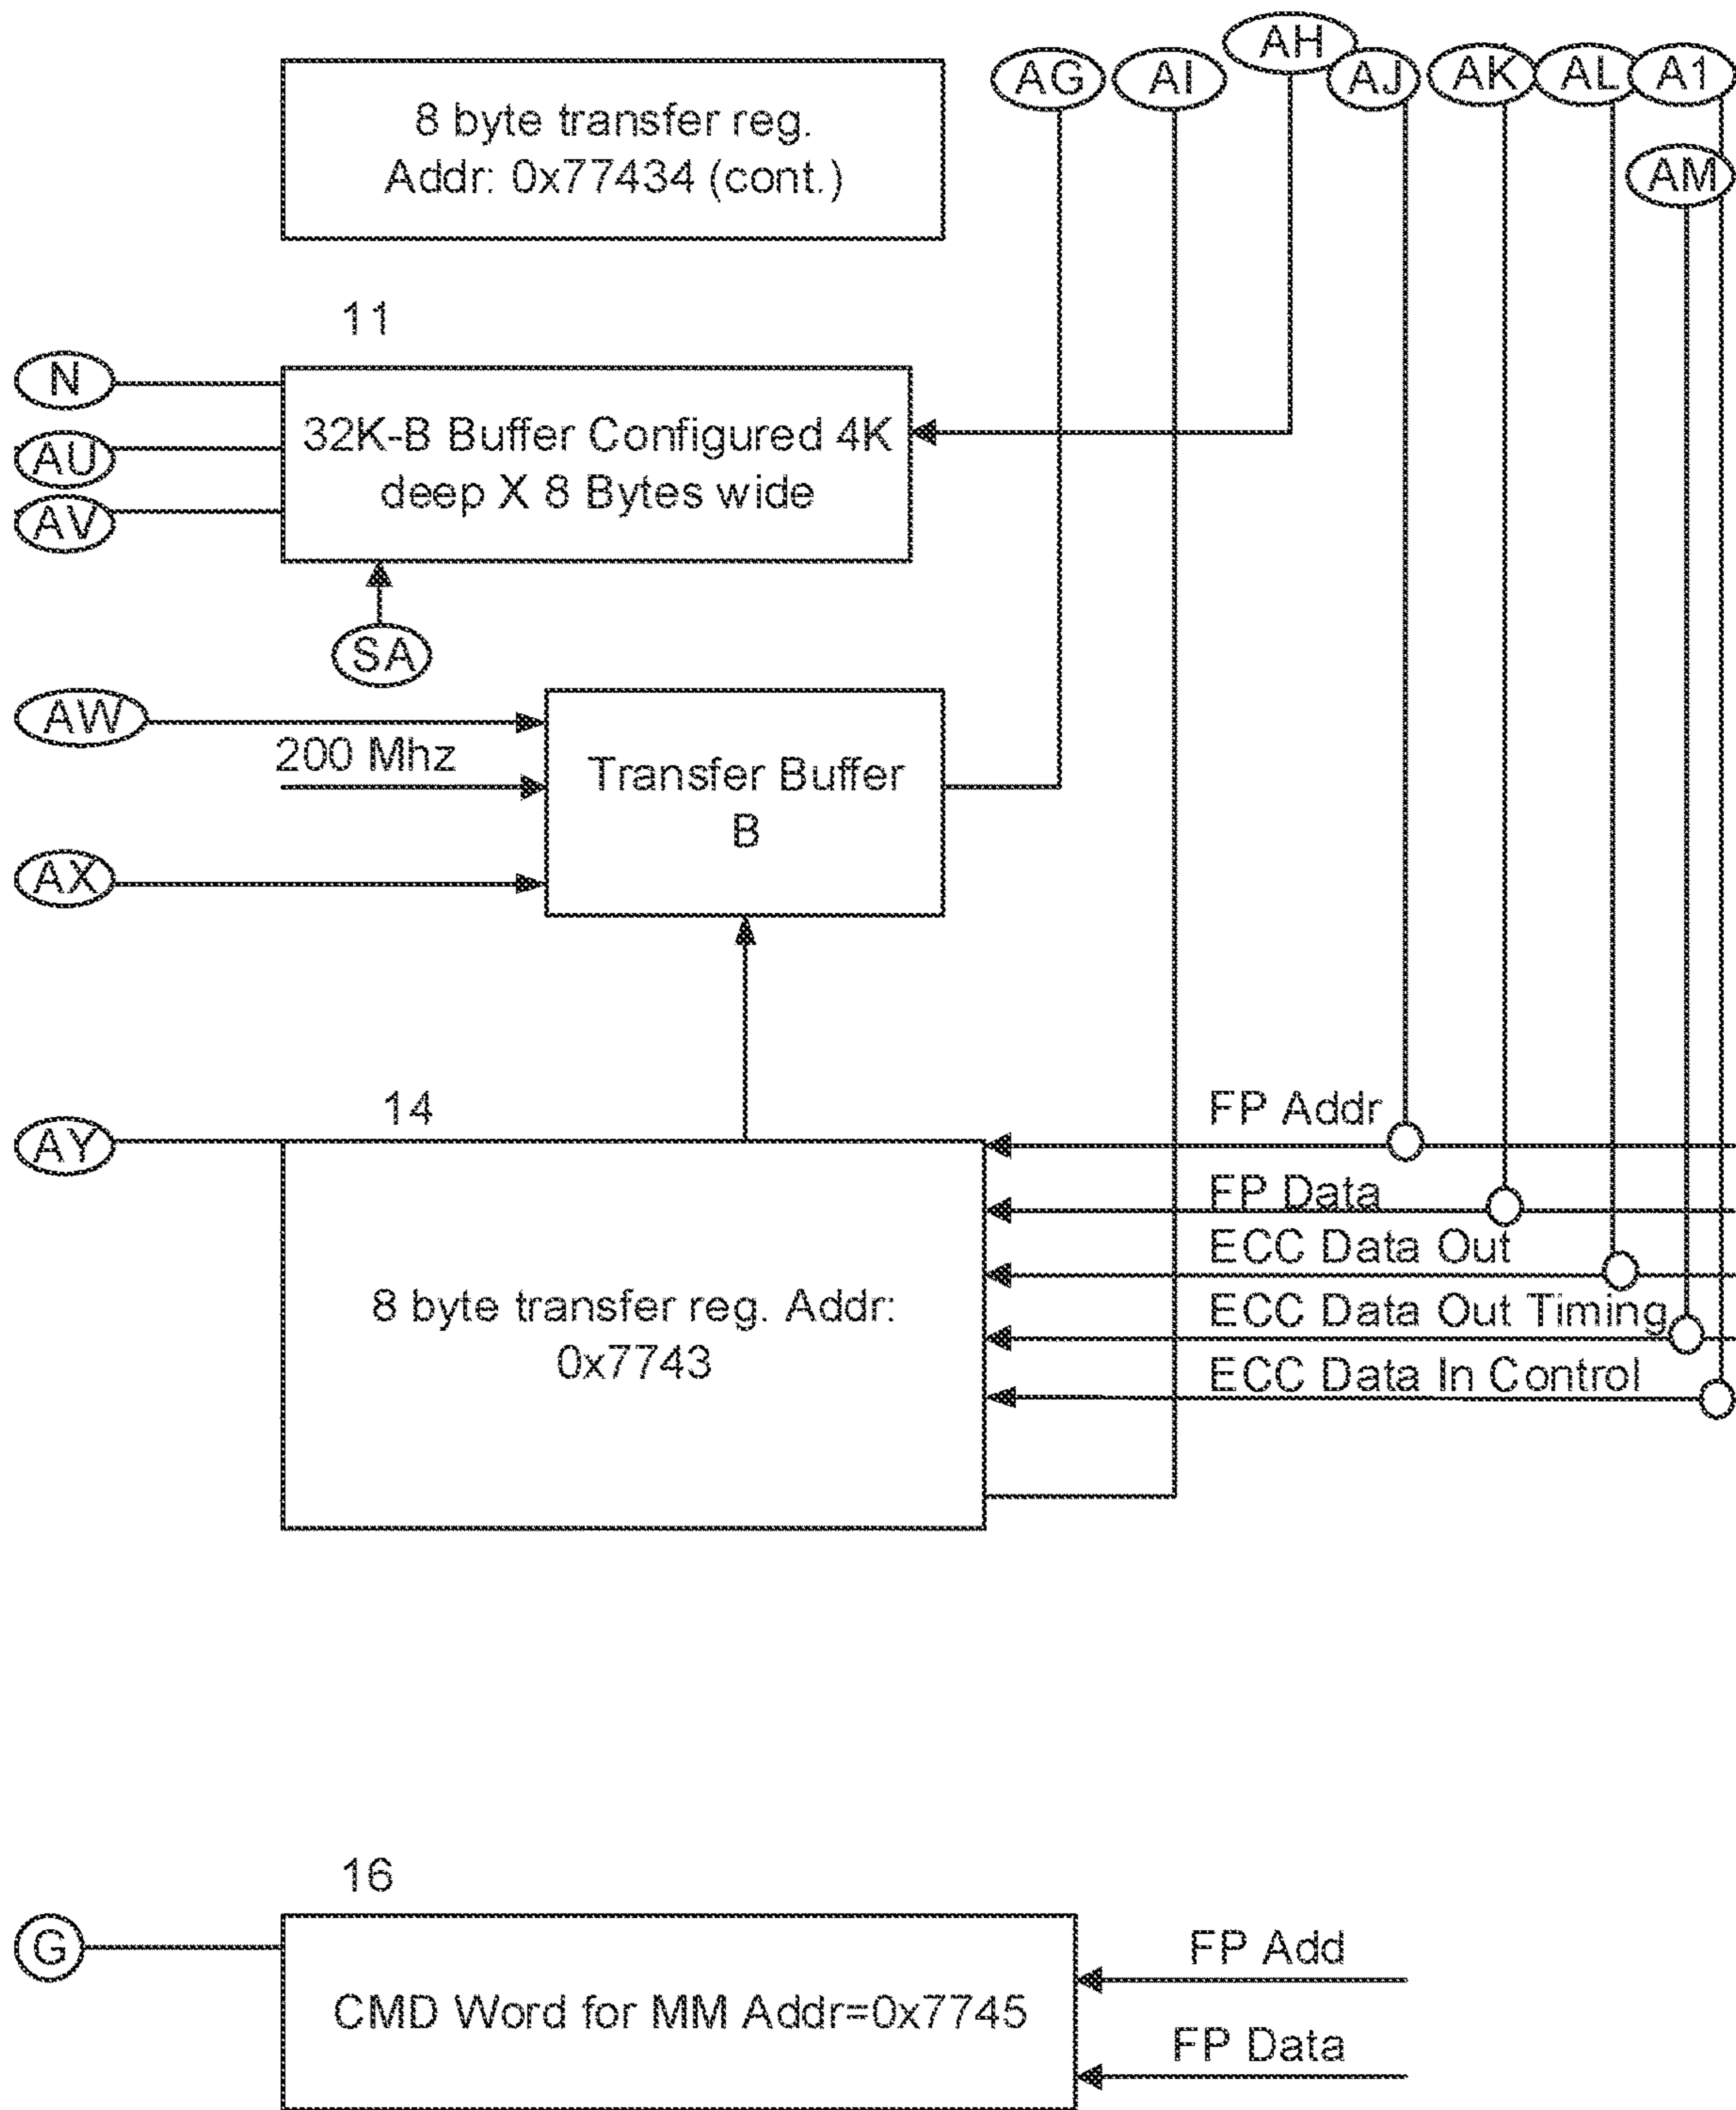 AH
AG
AI
AJ
AK
AL
A1
8 byte transfer reg.
Addr: 0x77434 (cont.)
AM
11
N
32K-B Buffer Configured 4K
deep X 8 Bytes wide
AU
AV
SA
AW
200 Mhz
Transfer Buffer
B
AX
14
AY
FP Addr
FP Data
ECC Data Out
8 byte transfer reg. Addr:
0x7743
ECC Data Out Timing
ECC Data In Control
16
G
CMD Word for MM Addr=0x7745
FP Add
FP Data